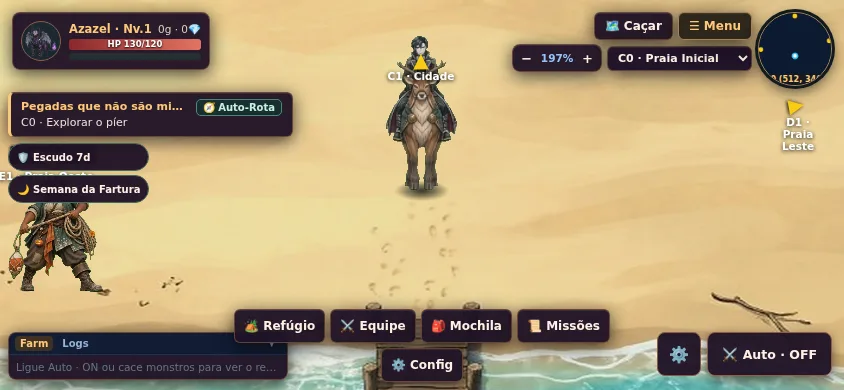 Azazel · Nv.1 0g · 0💎
HP 130/120
🗺️ Caçar
☰ Menu
− 197% +
C0 · Praia Inicial
C1 · Cidade
D1 ·
Praia
Leste
Pegadas que não são mi...
🧭 Auto-Rota
C0 · Explorar o píer
🛡️ Escudo 7d
🌙 Semana da Fartura
🏕️ Refúgio
⚔️ Equipe
🎒 Mochila
📜 Missões
Farm Logs
Ligue Auto · ON ou cace monstros para ver o re...
⚙️ Config
⚔️ Auto · OFF